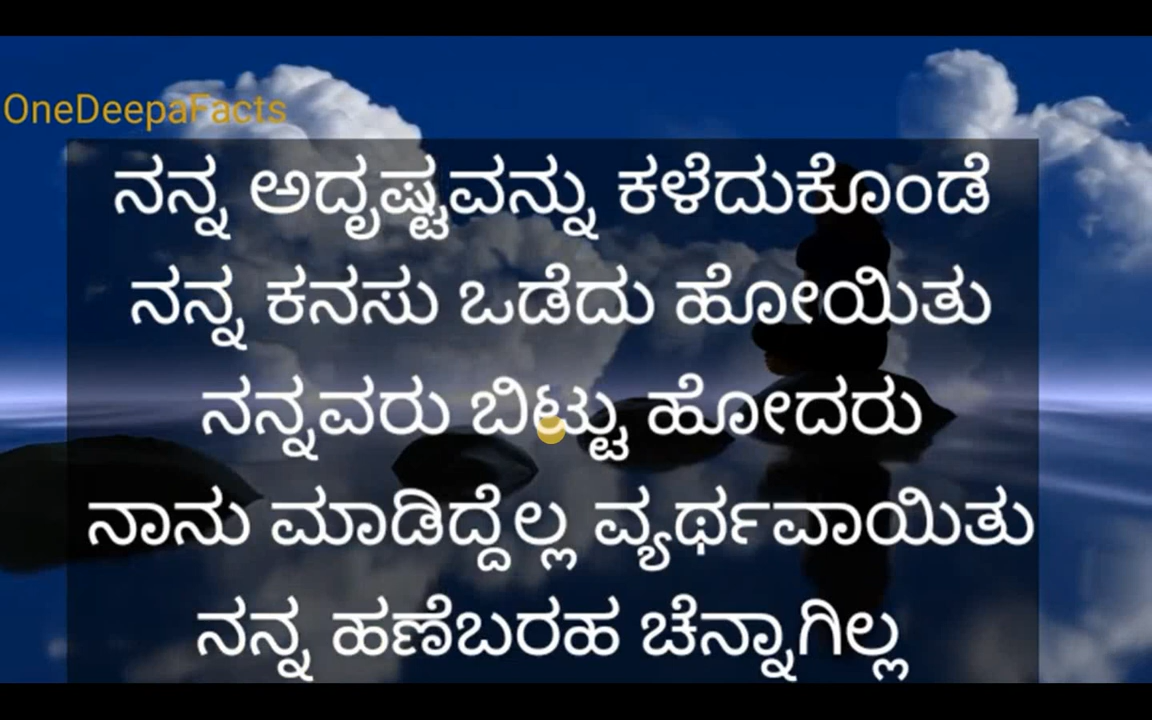 OneDeepaFacts
ನನ್ನ ಅದೃಷ್ಟವನ್ನು ಕಳೆದುಕೊಂಡೆ
ನನ್ನ ಕನಸು ಒಡೆದು ಹೋಯಿತು
ನನ್ನವರು ಬಿಟ್ಟು ಹೋದರು
ನಾನು ಮಾಡಿದ್ದೆಲ್ಲ ವ್ಯರ್ಥವಾಯಿತು
ನನ್ನ ಹಣೆಬರಹ ಚೆನ್ನಾಗಿಲ್ಲ